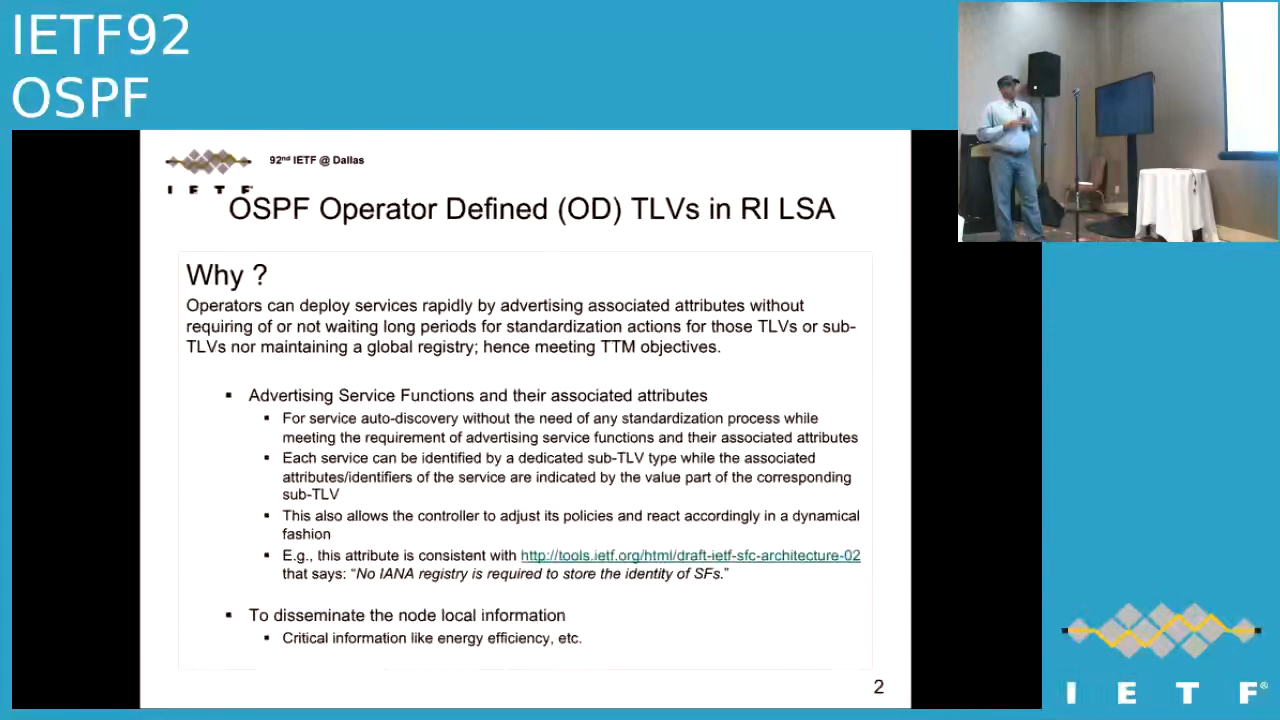 IETF92
OSPF
92nd IETF @ Dallas
I E T F
OSPF Operator Defined (OD) TLVs in RI LSA
Why ?
Operators can deploy services rapidly by advertising associated attributes without
requiring of or not waiting long periods for standardization actions for those TLVs or sub-
TLVs nor maintaining a global registry; hence meeting TTM objectives.
▪ Advertising Service Functions and their associated attributes
▪ For service auto-discovery without the need of any standardization process while
meeting the requirement of advertising service functions and their associated attributes
▪ Each service can be identified by a dedicated sub-TLV type while the associated
attributes/identifiers of the service are indicated by the value part of the corresponding
sub-TLV
▪ This also allows the controller to adjust its policies and react accordingly in a dynamical
fashion
▪ E.g., this attribute is consistent with http://tools.ietf.org/html/draft-ietf-sfc-architecture-02
that says: “No IANA registry is required to store the identity of SFs.”
▪ To disseminate the node local information
▪ Critical information like energy efficiency, etc.
2
I E T F®